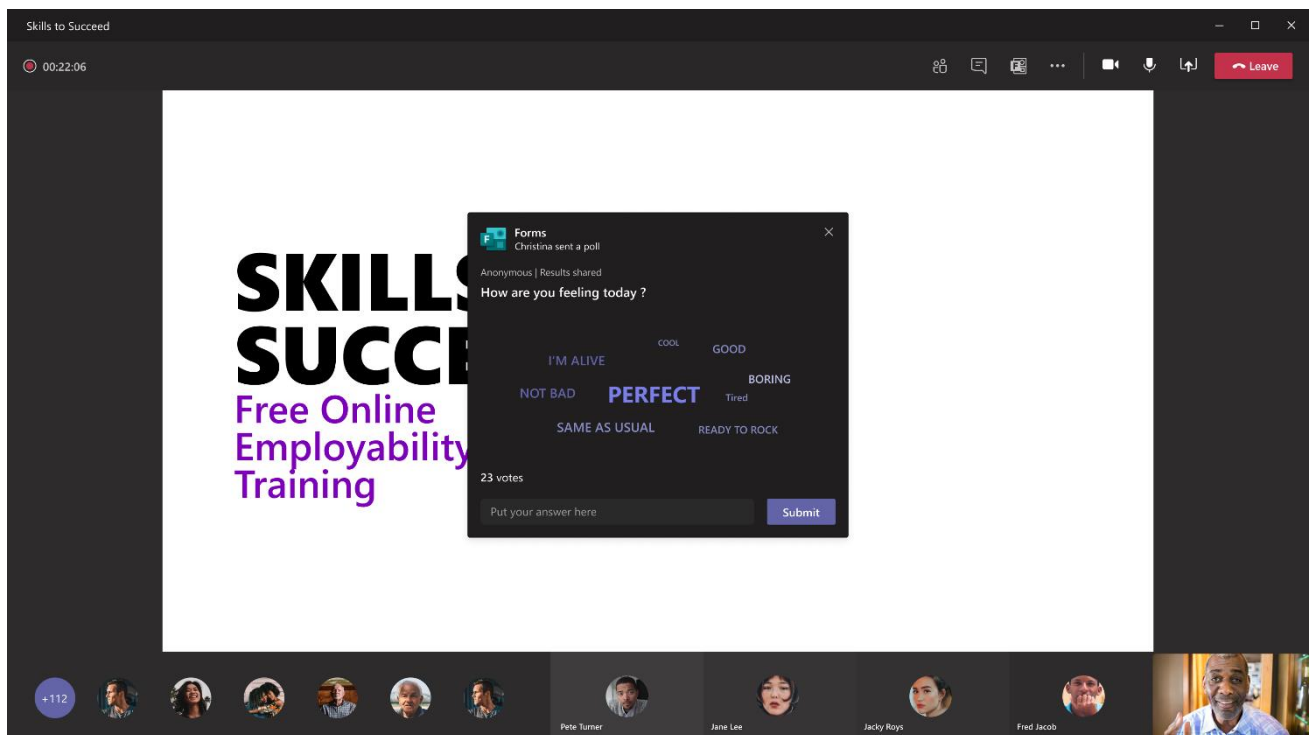 Skills to Succeed
00:22:06
Leave
SKILLS
SUCCE
Free Online
Employability
Training
F
Forms
Christina sent a poll
Anonymous | Results shared
How are you feeling today ?
COOL
GOOD
I'M ALIVE
BORING
NOT BAD
PERFECT
Tired
SAME AS USUAL
READY TO ROCK
23 votes
Put your answer here
Submit
+112
Pete Turner
Jane Lee
Jacky Roys
Fred Jacob